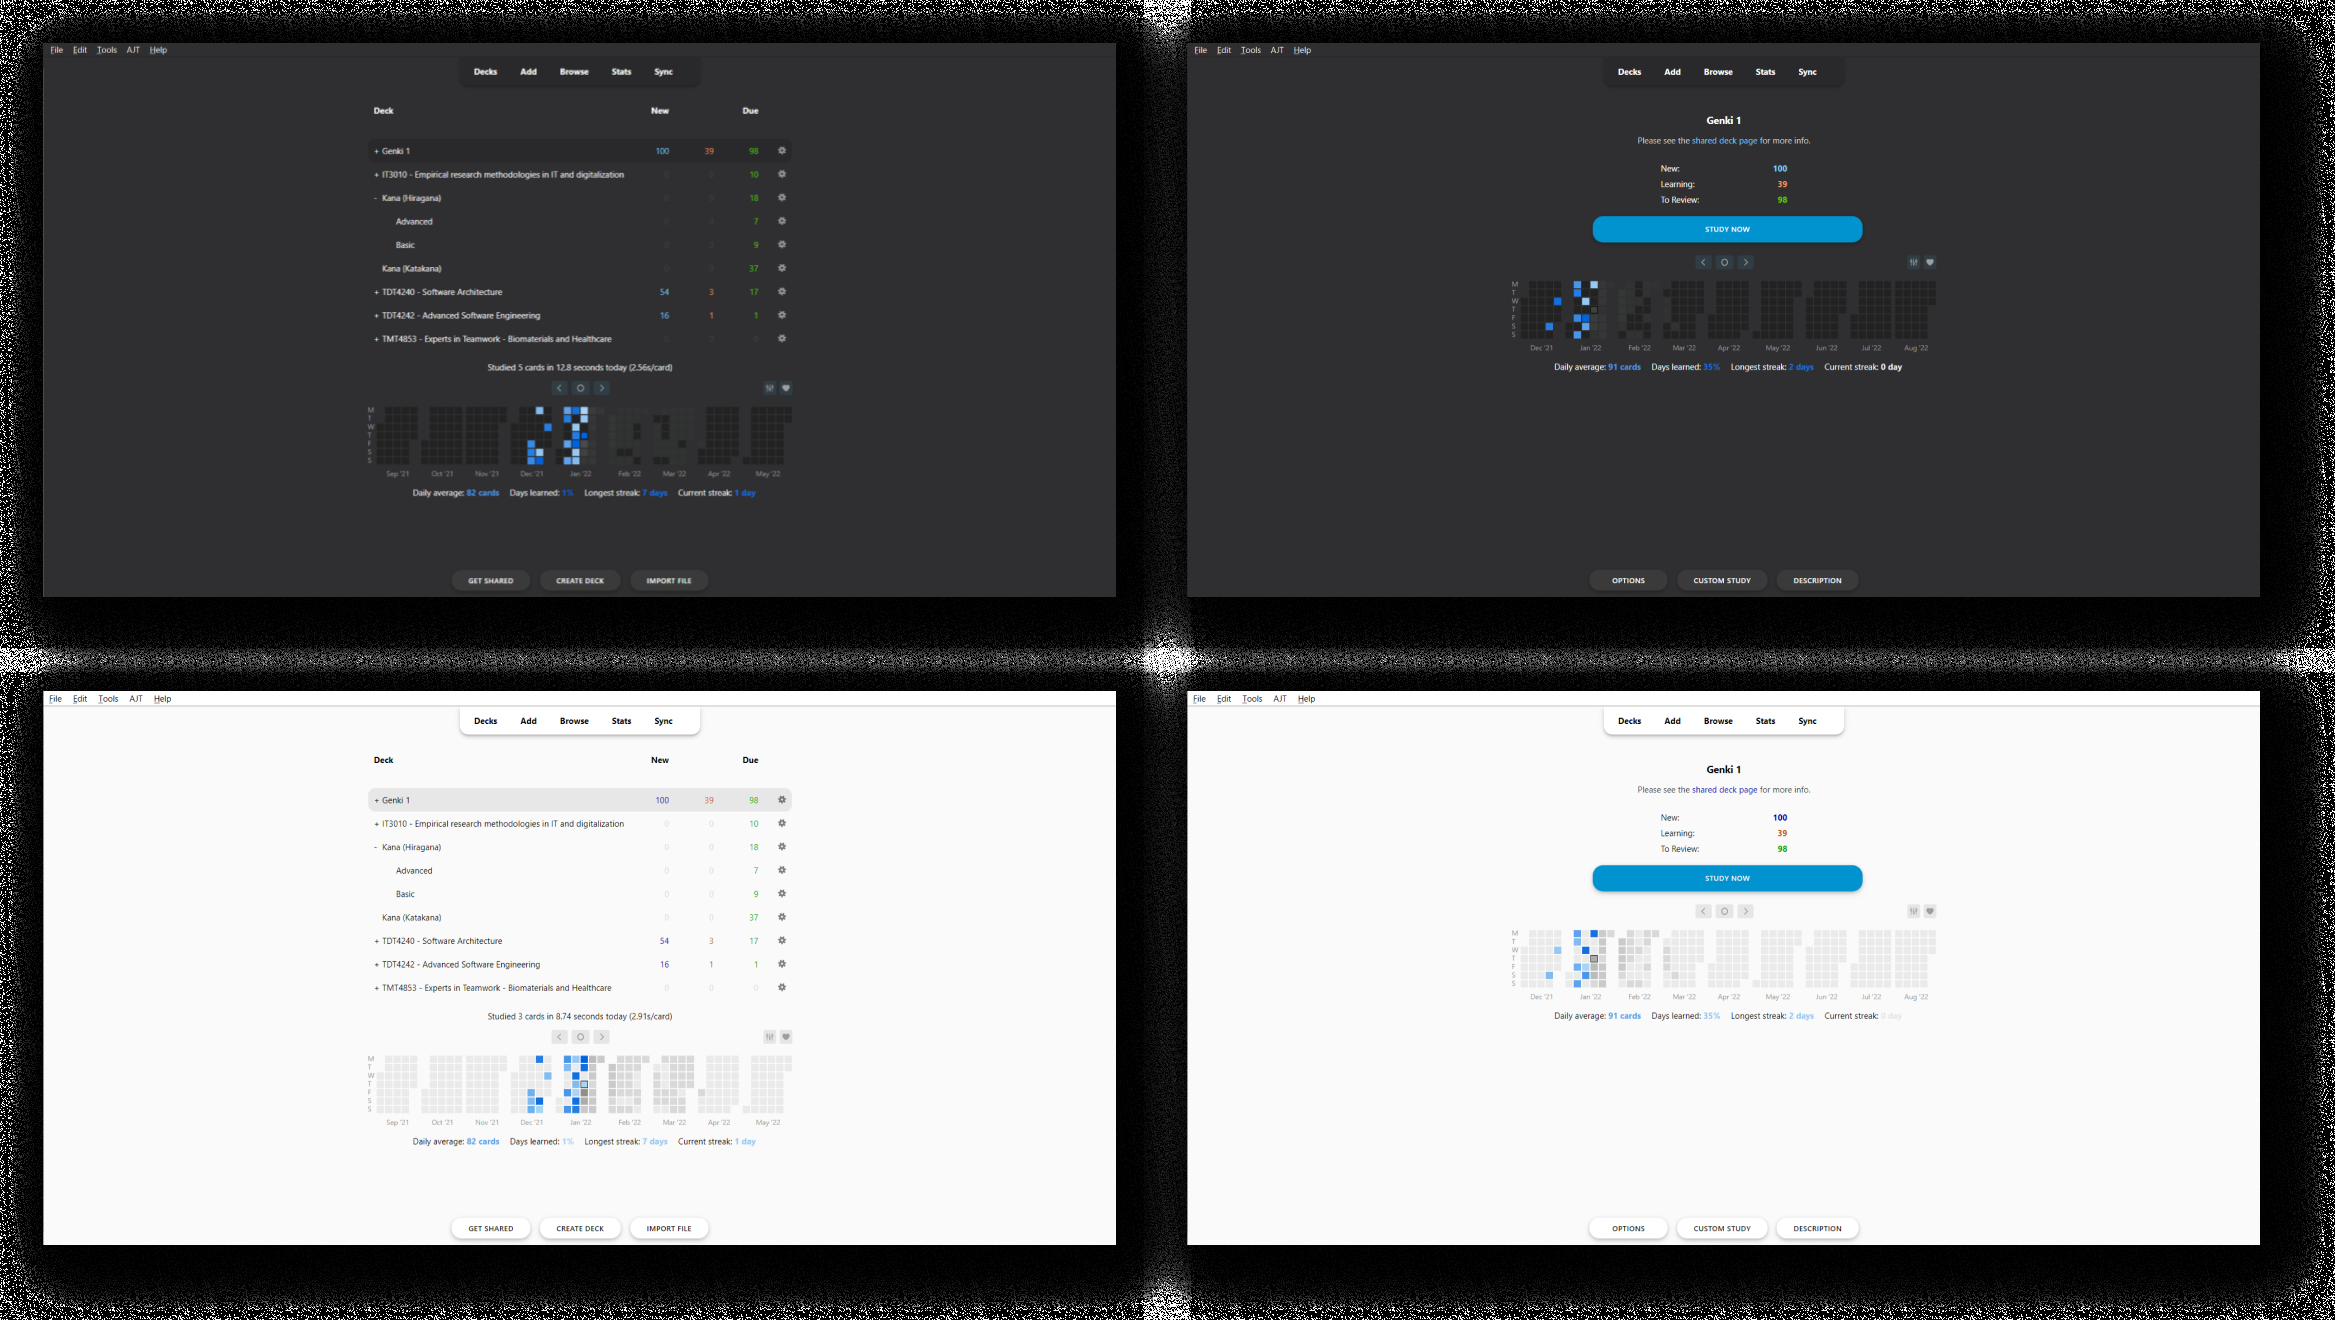 File Edit Tools AJT Help
Decks Add Browse Stats Sync
Deck New Due
+ Genki 1 100 39 98
+ IT3010 - Empirical research methodologies in IT and digitalization 10
- Kana (Hiragana) 18
Advanced 7
Basic 9
Kana (Katakana) 37
+ TDT4240 - Software Architecture 54 3 17
+ TDT4242 - Advanced Software Engineering 16 1 1
+ TMT4853 - Experts in Teamwork - Biomaterials and Healthcare
Studied 5 cards in 12.8 seconds today (2.56s/card)
M
T
W
T
F
S
S
Sep '21 Oct '21 Nov '21 Dec '21 Jan '22 Feb '22 Mar '22 Apr '22 May '22
Daily average: 82 cards Days learned: 1% Longest streak: 7 days Current streak: 1 day
GET SHARED CREATE DECK IMPORT FILE
File Edit Tools AJT Help
Decks Add Browse Stats Sync
Genki 1
Please see the shared deck page for more info.
New: 100
Learning: 39
To Review: 98
STUDY NOW
M
T
W
T
F
S
S
Dec '21 Jan '22 Feb '22 Mar '22 Apr '22 May '22 Jun '22 Jul '22 Aug '22
Daily average: 91 cards Days learned: 35% Longest streak: 2 days Current streak: 0 day
OPTIONS CUSTOM STUDY DESCRIPTION
File Edit Tools AJT Help
Decks Add Browse Stats Sync
Deck New Due
+ Genki 1 100 39 98
+ IT3010 - Empirical research methodologies in IT and digitalization 0 0 10
- Kana (Hiragana) 0 0 18
Advanced 0 0 7
Basic 0 0 9
Kana (Katakana) 0 0 37
+ TDT4240 - Software Architecture 54 3 17
+ TDT4242 - Advanced Software Engineering 16 1 1
+ TMT4853 - Experts in Teamwork - Biomaterials and Healthcare 0 0 0
Studied 3 cards in 8.74 seconds today (2.91s/card)
M
T
W
T
F
S
S
Sep '21 Oct '21 Nov '21 Dec '21 Jan '22 Feb '22 Mar '22 Apr '22 May '22
Daily average: 82 cards Days learned: 1% Longest streak: 7 days Current streak: 1 day
GET SHARED CREATE DECK IMPORT FILE
File Edit Tools AJT Help
Decks Add Browse Stats Sync
Genki 1
Please see the shared deck page for more info.
New: 100
Learning: 39
To Review: 98
STUDY NOW
M
T
W
T
F
S
S
Dec '21 Jan '22 Feb '22 Mar '22 Apr '22 May '22 Jun '22 Jul '22 Aug '22
Daily average: 91 cards Days learned: 35% Longest streak: 2 days Current streak: 0 day
OPTIONS CUSTOM STUDY DESCRIPTION